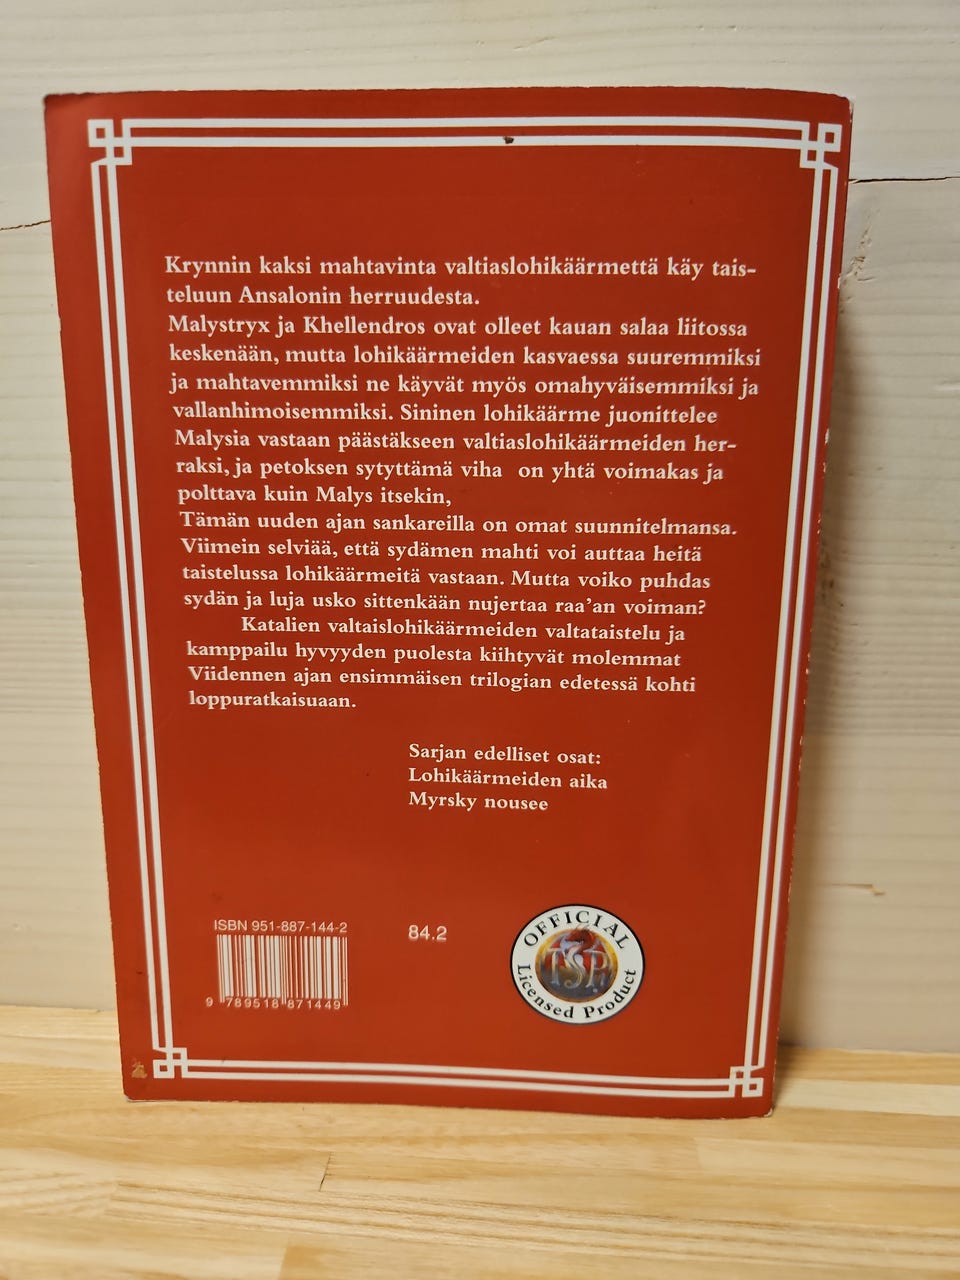 Krynnin kaksi mahtavinta valtiaslohikäärmettä käy tais-
teluun Ansalonin herruudesta.
Malystryx ja Khellendros ovat olleet kauan salaa liitossa
keskenään, mutta lohikäärmeiden kasvaessa suuremmiksi
ja mahtavemmiksi ne käyvät myös omahyväisemmiksi ja
vallanhimoisemmiksi. Sininen lohikäärme juonittelee
Malysia vastaan päästäkseen valtiaslohikäärmeiden her-
raksi, ja petoksen sytyttämä viha on yhtä voimakas ja
polttava kuin Malys itsekin,
Tämän uuden ajan sankareilla on omat suunnitelmansa.
Viimein selviää, että sydämen mahti voi auttaa heitä
taistelussa lohikäärmeitä vastaan. Mutta voiko puhdas
sydän ja luja usko sittenkään nujertaa raa'an voiman?
Katalien valtaislohikäärmeiden valtataistelu ja
kamppailu hyvyyden puolesta kiihtyvät molemmat
Viidennen ajan ensimmäisen trilogian edetessä kohti
loppuratkaisuaan.
Sarjan edelliset osat:
Lohikäärmeiden aika
Myrsky nousee
ISBN 951-887-144-2
9 789518 871449
84.2
OFFICIAL
TSR
Licensed Product